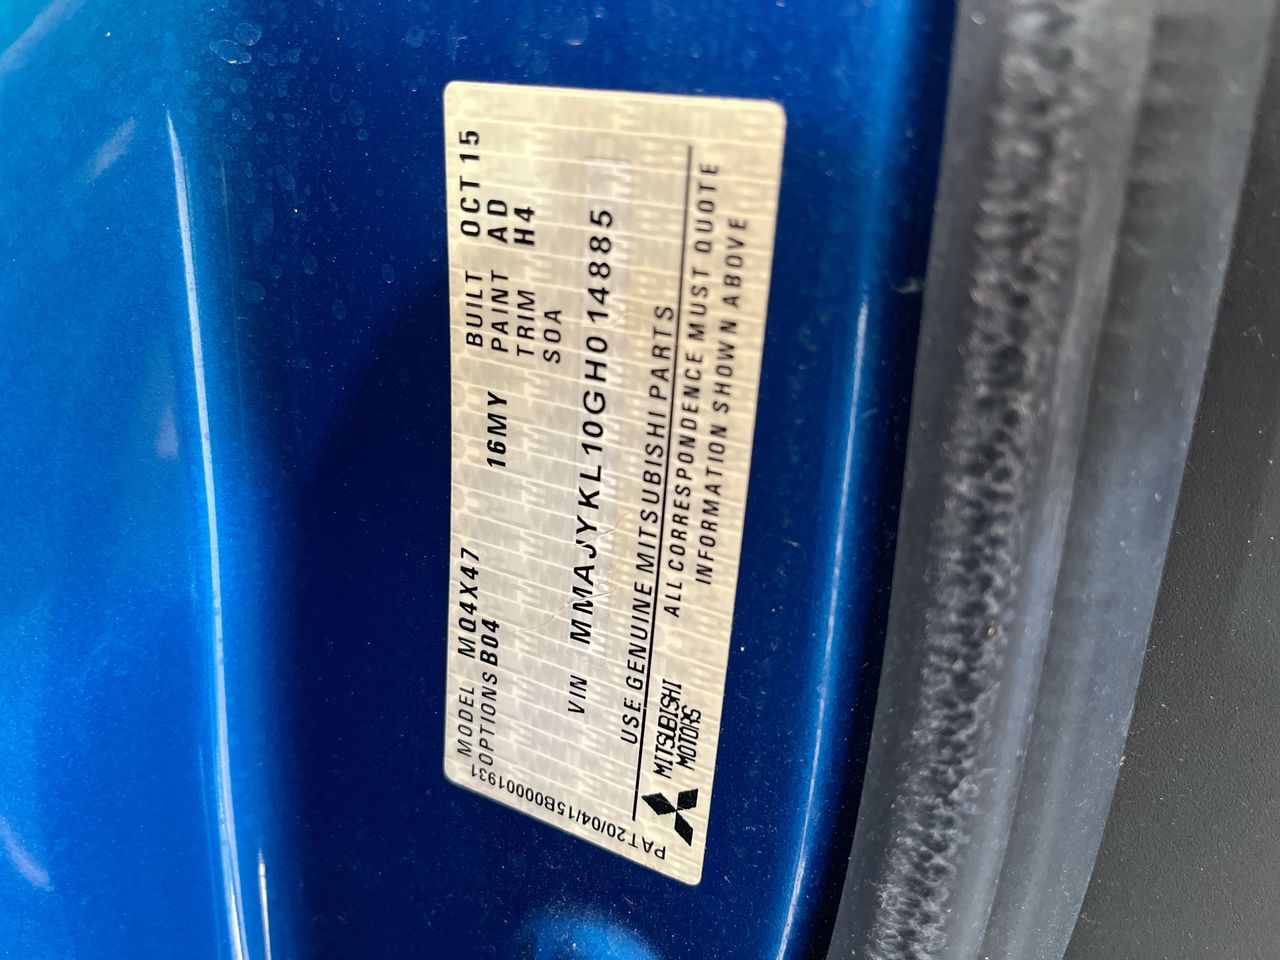 MODEL MQ4X47 BUILT OCT 15
OPTIONS B04 16MY PAINT AD
TRIM H4
SOA
VIN MMAJYKL10GH014885
USE GENUINE MITSUBISHI PARTS
MITSUBISHI MOTORS
ALL CORRESPONDENCE MUST QUOTE
INFORMATION SHOWN ABOVE
PAT20/04/15B00001931